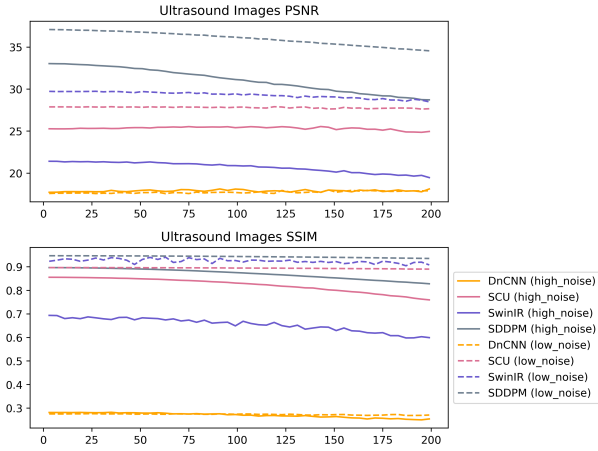 Ultrasound Images PSNR
35
30
25
20
0 25 50 75 100 125 150 175 200
Ultrasound Images SSIM
0.9
0.8
0.7
0.6
0.5
0.4
0.3
0 25 50 75 100 125 150 175 200
DnCNN (high_noise)
SCU (high_noise)
SwinIR (high_noise)
SDDPM (high_noise)
DnCNN (low_noise)
SCU (low_noise)
SwinIR (low_noise)
SDDPM (low_noise)